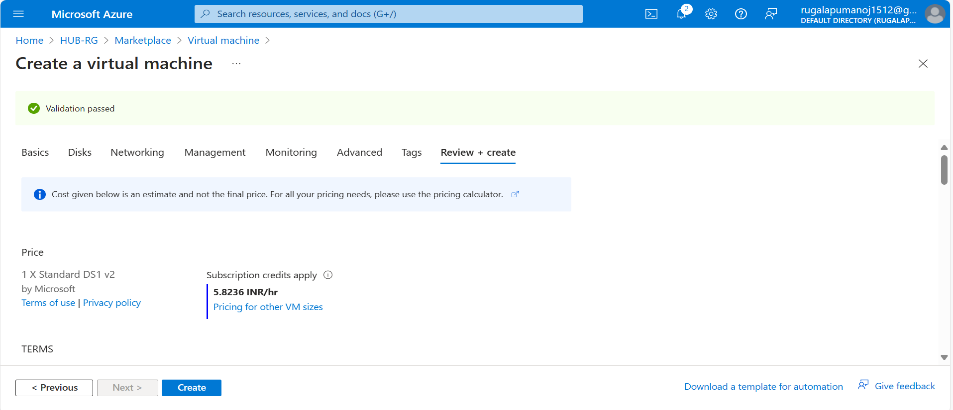 Microsoft Azure
Search resources, services, and docs (G+/)
2
rugalapumanoj1512@g...
DEFAULT DIRECTORY (RUGALAP...
Home > HUB-RG > Marketplace > Virtual machine >
Create a virtual machine ...
Validation passed
Basics Disks Networking Management Monitoring Advanced Tags Review + create
Cost given below is an estimate and not the final price. For all your pricing needs, please use the pricing calculator.
Price
1 X Standard DS1 v2
by Microsoft
Terms of use | Privacy policy
Subscription credits apply
5.8236 INR/hr
Pricing for other VM sizes
TERMS
< Previous Next > Create Download a template for automation Give feedback